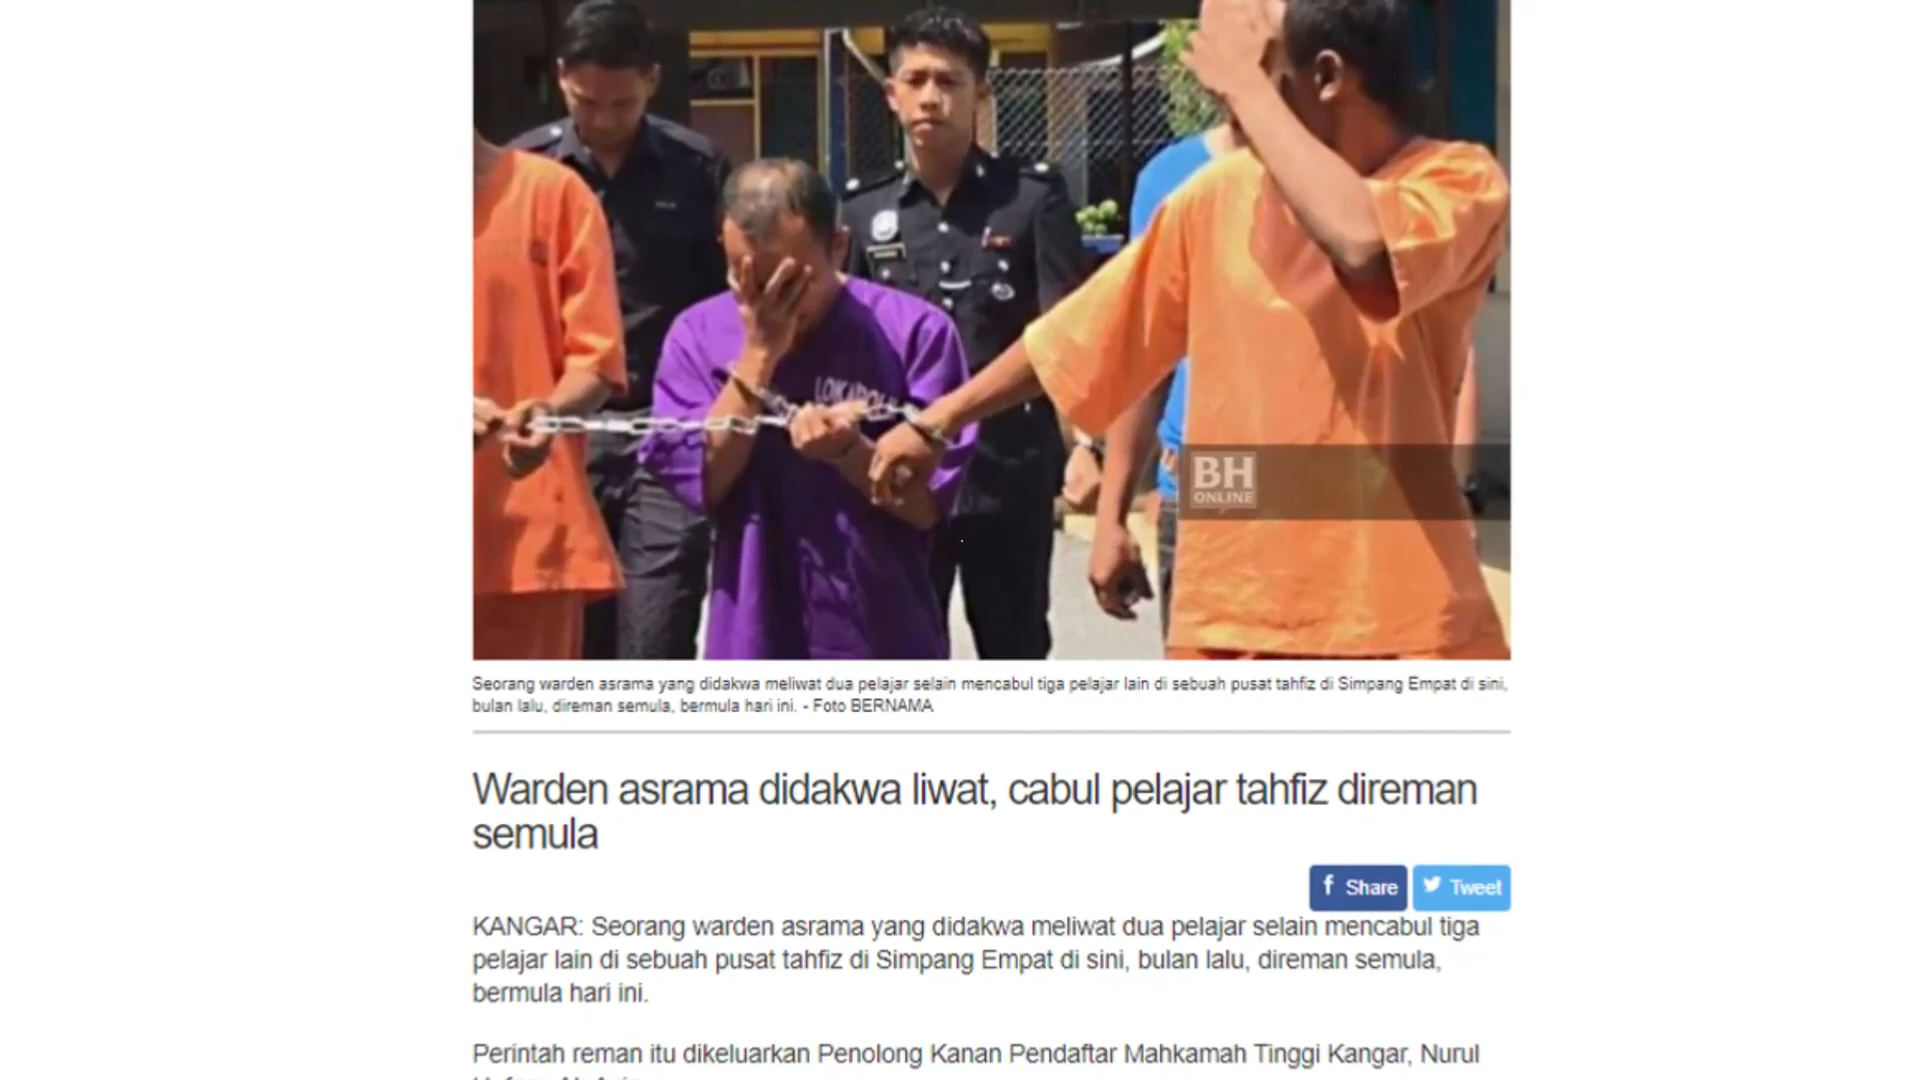 LOKAP
BH
ONLINE
Seorang warden asrama yang didakwa meliwat dua pelajar selain mencabul tiga pelajar lain di sebuah pusat tahfiz di Simpang Empat di sini,
bulan lalu, direman semula, bermula hari ini. - Foto BERNAMA
Warden asrama didakwa liwat, cabul pelajar tahfiz direman
semula
f Share
Tweet
KANGAR: Seorang warden asrama yang didakwa meliwat dua pelajar selain mencabul tiga
pelajar lain di sebuah pusat tahfiz di Simpang Empat di sini, bulan lalu, direman semula,
bermula hari ini.
Perintah reman itu dikeluarkan Penolong Kanan Pendaftar Mahkamah Tinggi Kangar, Nurul